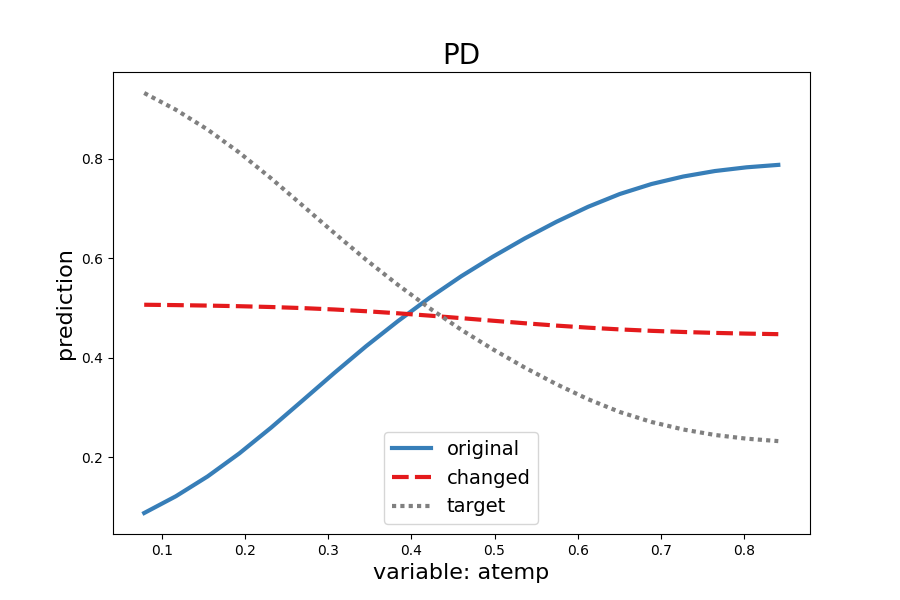 PD
prediction
0.8
0.6
0.4
0.2
original
changed
target
0.1 0.2 0.3 0.4 0.5 0.6 0.7 0.8
variable: atemp